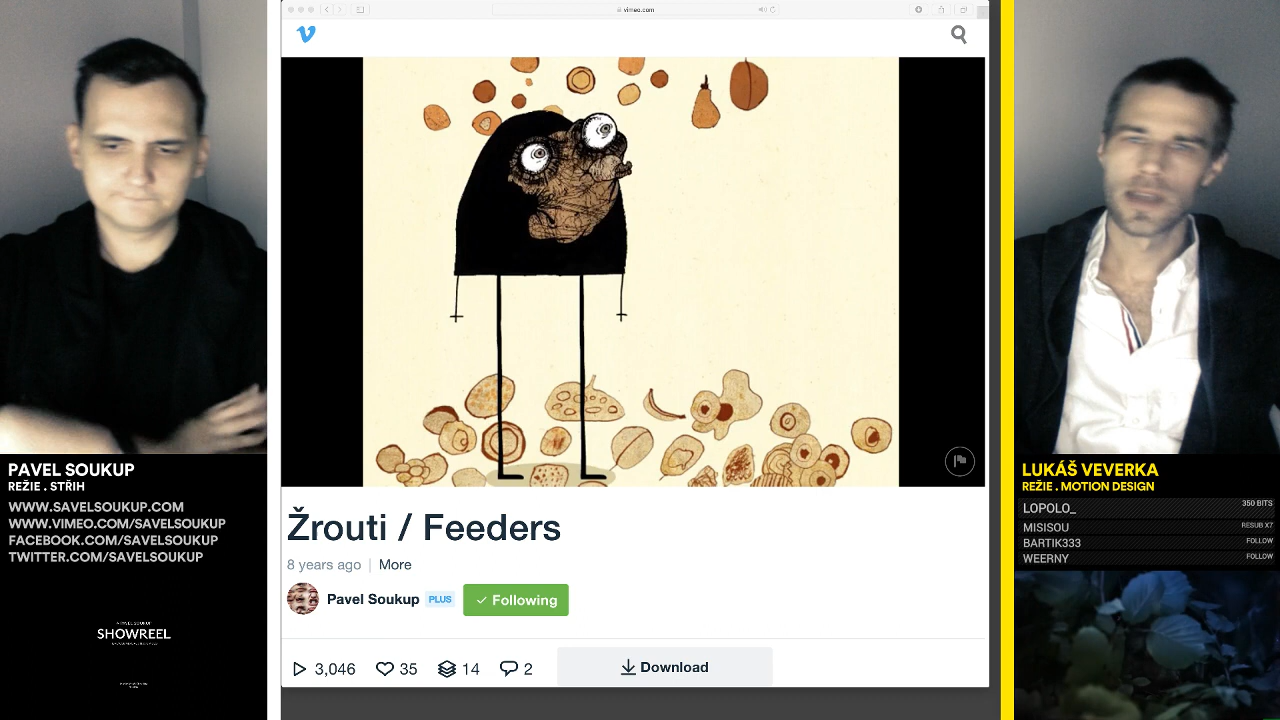 vimeo.com
PAVEL SOUKUP
REŽIE . STŘIH
WWW.SAVELSOUKUP.COM
WWW.VIMEO.COM/SAVELSOUKUP
FACEBOOK.COM/SAVELSOUKUP
TWITTER.COM/SAVELSOUKUP
SHOWREEL
Žrouti / Feeders
8 years ago | More
Pavel Soukup PLUS Following
3,046 35 14 2 Download
LUKÁŠ VEVERKA
REŽIE . MOTION DESIGN
LOPOLO_ 350 BITS
MISISOU RESUB X7
BARTIK333 FOLLOW
WEERNY FOLLOW